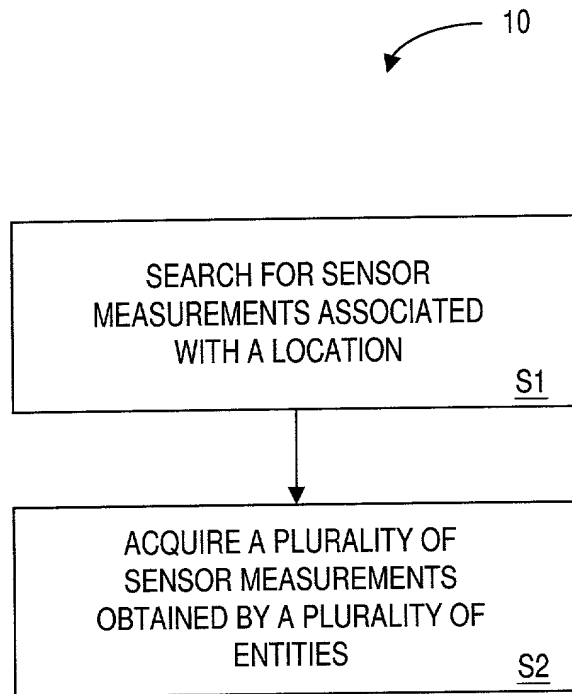 10
SEARCH FOR SENSOR
MEASUREMENTS ASSOCIATED
WITH A LOCATION
S1
ACQUIRE A PLURALITY OF
SENSOR MEASUREMENTS
OBTAINED BY A PLURALITY OF
ENTITIES
S2